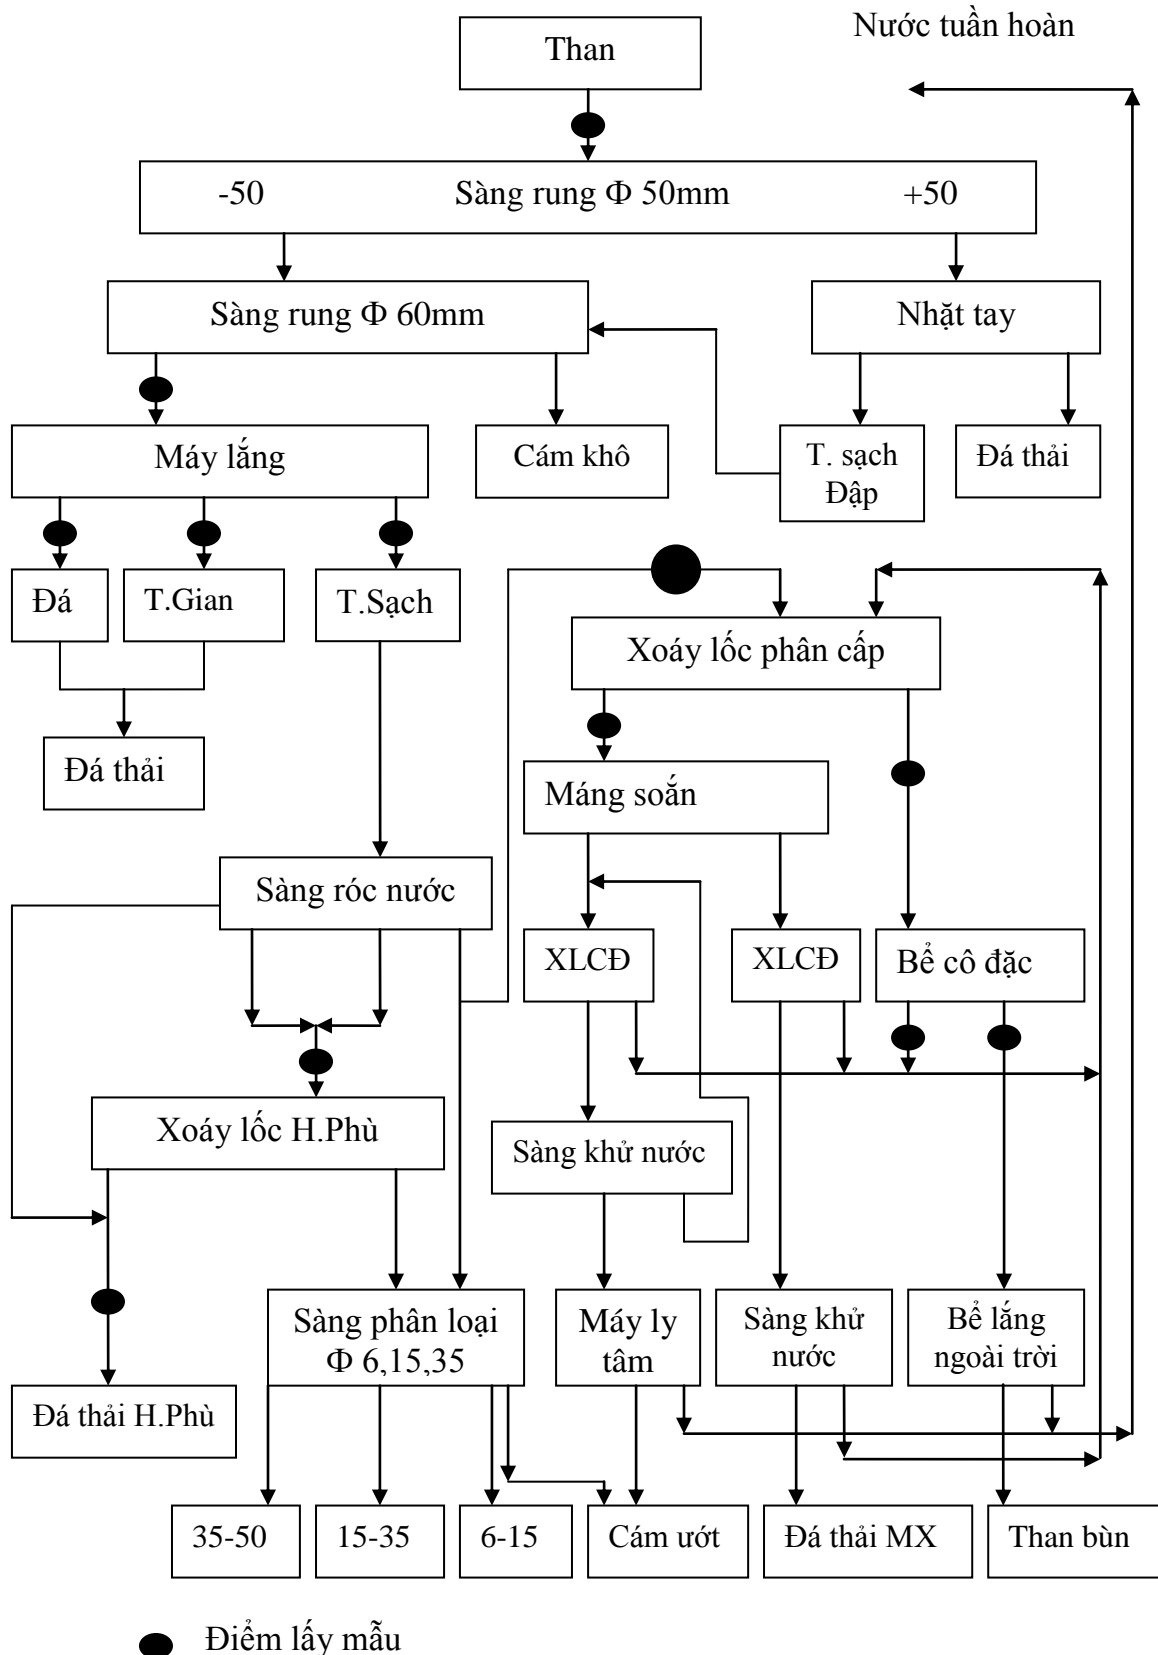 Nước tuần hoàn
Than
-50
Sàng rung Φ 50mm
+50
Sàng rung Φ 60mm
Nhặt tay
Máy lắng
Cám khô
T. sạch
Đập
Đá thải
Đá
T.Gian
T.Sạch
Xoáy lốc phân cấp
Đá thải
Máng soắn
Sàng róc nước
XLCĐ
XLCĐ
Bể cô đặc
Xoáy lốc H.Phù
Sàng khử nước
Sàng phân loại
Φ 6,15,35
Máy ly
tâm
Sàng khử
nước
Bể lắng
ngoài trời
Đá thải H.Phù
35-50
15-35
6-15
Cám ướt
Đá thải MX
Than bùn
Điểm lấy mẫu